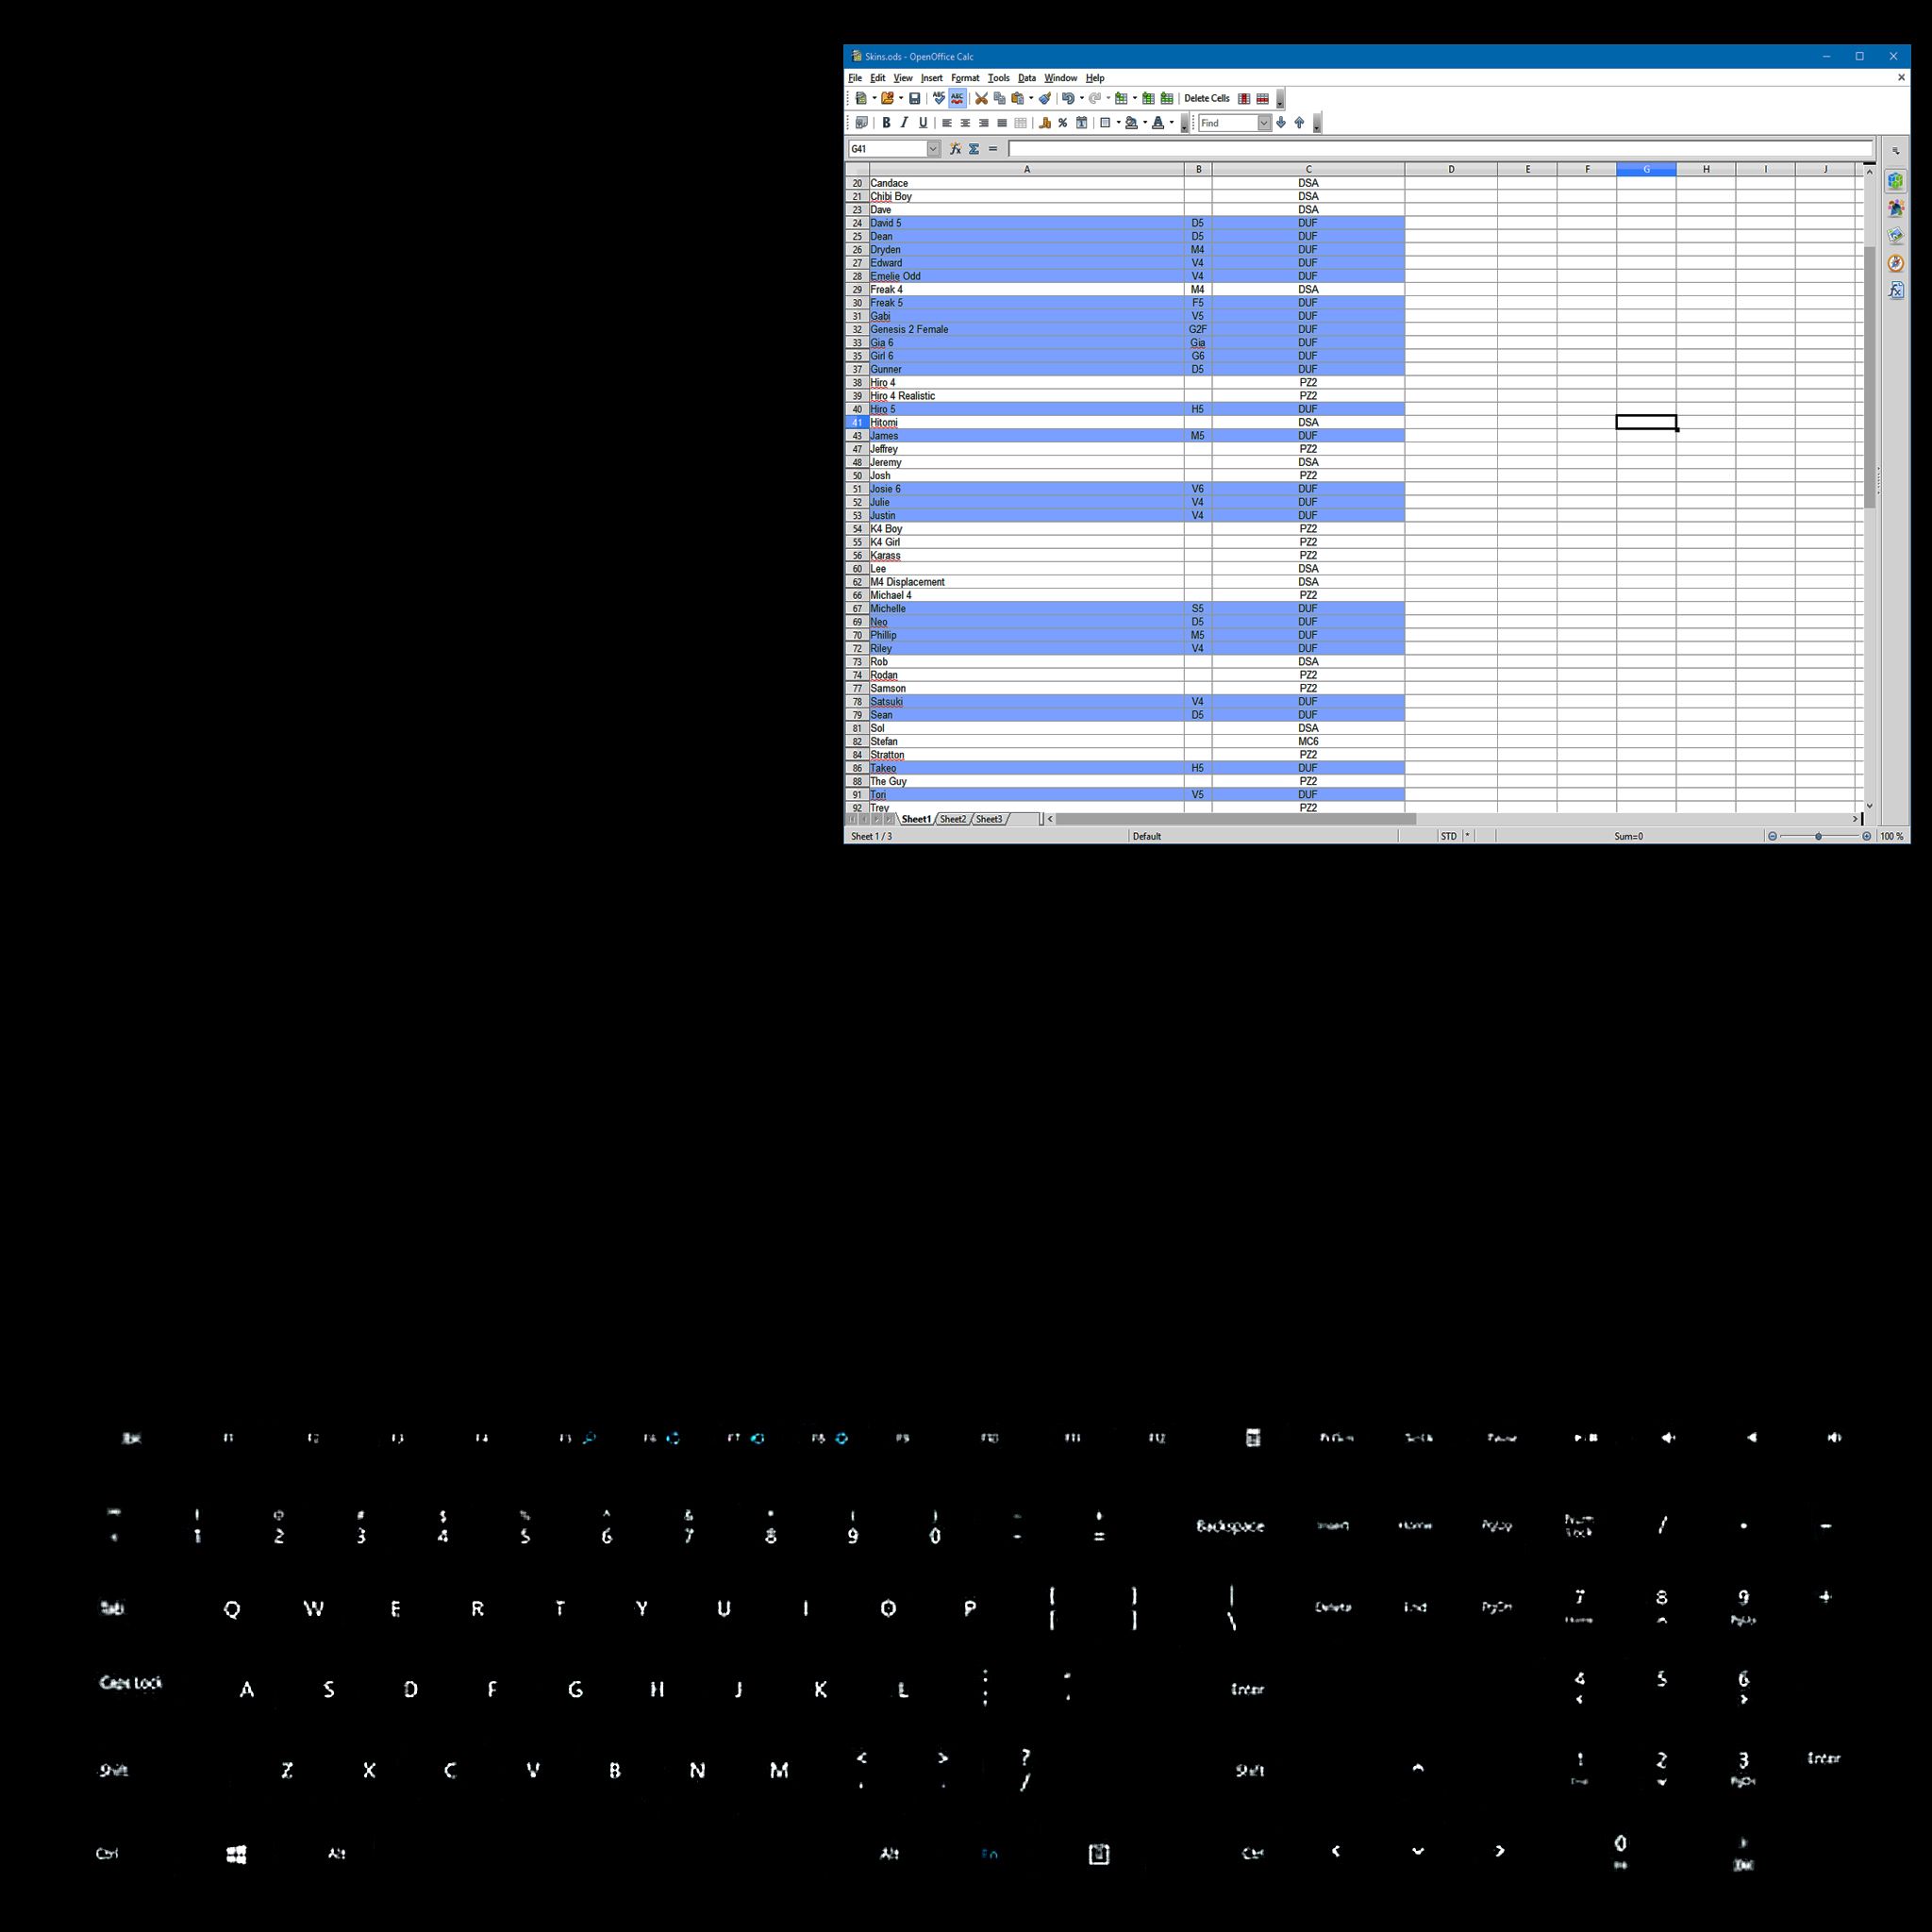 Skins.ods - OpenOffice Calc
File Edit View Insert Format Tools Data Window Help
Delete Cells
Find
G41
A B C D E F G H I J
20 Candace DSA
21 Chibi Boy DSA
23 Dave DSA
24 David 5 D5 DUF
25 Dean D5 DUF
26 Dryden M4 DUF
27 Edward V4 DUF
28 Emelie Odd V4 DUF
29 Freak 4 M4 DSA
30 Freak 5 F5 DUF
31 Gabi V5 DUF
32 Genesis 2 Female G2F DUF
33 Gia 6 Gia DUF
35 Girl 6 G6 DUF
37 Gunner D5 DUF
38 Hiro 4 PZ2
39 Hiro 4 Realistic PZ2
40 Hiro 5 H5 DUF
41 Hitomi DSA
43 James M5 DUF
47 Jeffrey PZ2
48 Jeremy DSA
50 Josh PZ2
51 Josie 6 V6 DUF
52 Julie V4 DUF
53 Justin V4 DUF
54 K4 Boy PZ2
55 K4 Girl PZ2
56 Karass PZ2
60 Lee DSA
62 M4 Displacement DSA
66 Michael 4 PZ2
67 Michelle S5 DUF
69 Neo D5 DUF
70 Phillip M5 DUF
72 Riley V4 DUF
73 Rob DSA
74 Rodan PZ2
77 Samson PZ2
78 Satsuki V4 DUF
79 Sean D5 DUF
81 Sol DSA
82 Stefan MC6
84 Stratton PZ2
86 Takeo H5 DUF
88 The Guy PZ2
91 Tori V5 DUF
92 Trey PZ2
Sheet1 Sheet2 Sheet3
Sheet 1 / 3 Default STD * Sum=0 100 %
F1 F2 F3 F4 F5 F6 F7 F8 F9 F10 F11 F12
! @ # $ % ^ & * ( )
1 2 3 4 5 6 7 8 9 0 - = Backspace Insert Home PgUp Num Lock / -
Tab Q W E R T Y U I O P [ ] \ Delete End PgDn 7 Home 8 9 PgUp +
Caps Lock A S D F G H J K L ; Enter 4 5 6
Shift Z X C V B N M < > ? / Shift 1 2 3 PgDn Enter
Ctrl Alt Alt Fn Ctrl 0